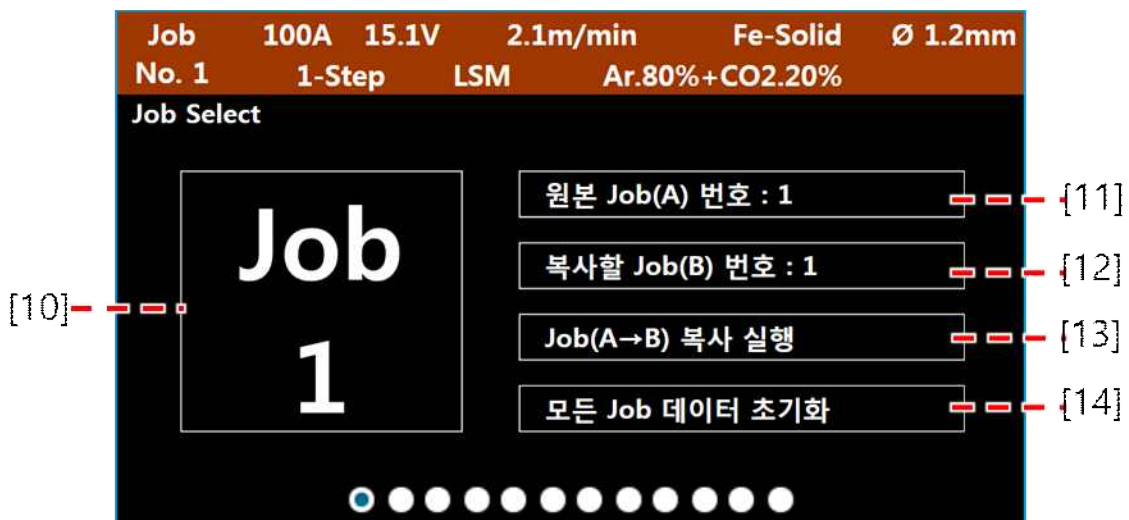 Job 100A 15.1V 2.1m/min Fe-Solid Ø 1.2mm
No. 1 1-Step LSM Ar.80%+CO2.20%
Job Select
[10]
Job
1
원본 Job(A) 번호 : 1
[11]
복사할 Job(B) 번호 : 1
[12]
Job(A→B) 복사 실행
[13]
모든 Job 데이터 초기화
[14]